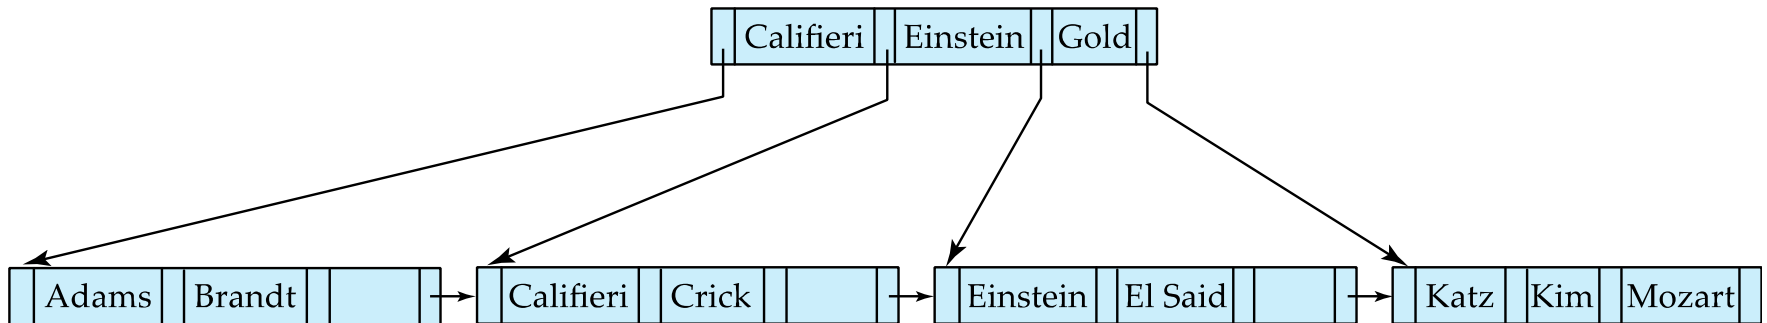 Califieri Einstein Gold
Adams Brandt Califieri Crick Einstein El Said Katz Kim Mozart